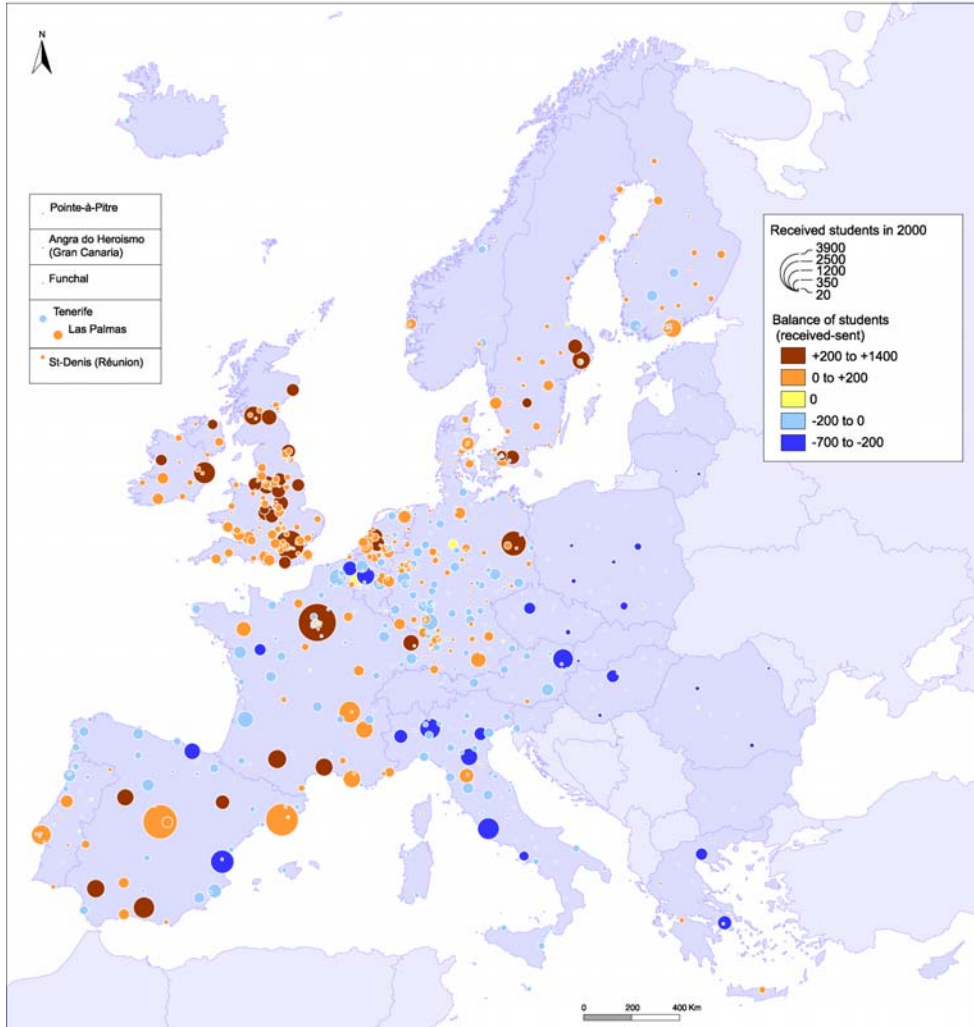 N
Pointe-à-Pitre
Angra do Heroismo
(Gran Canaria)
Funchal
Tenerife
Las Palmas
St-Denis (Réunion)
Received students in 2000
3900
2500
1200
350
20
Balance of students
(received-sent)
+200 to +1400
0 to +200
0
-200 to 0
-700 to -200
0 200 400 Km